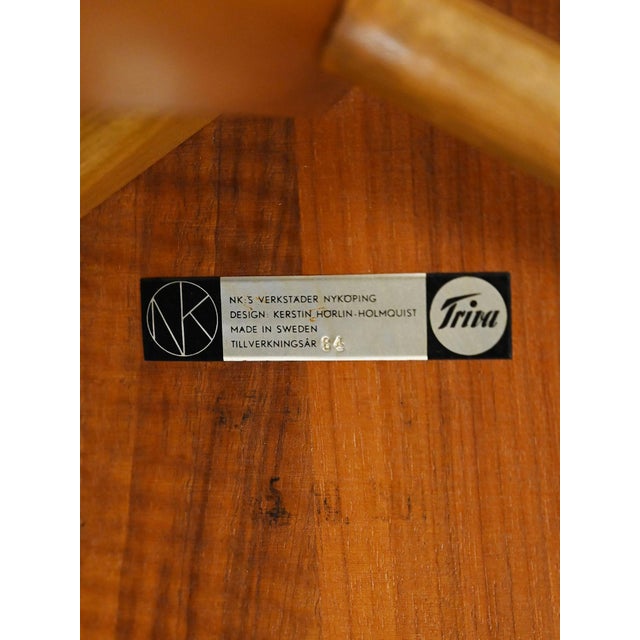 NK
NK:S VERKSTÄDER NYKÖPING
DESIGN: KERSTIN HÖRLIN-HOLMQUIST
MADE IN SWEDEN
TILLVERKNINGSÅR 64
Triva